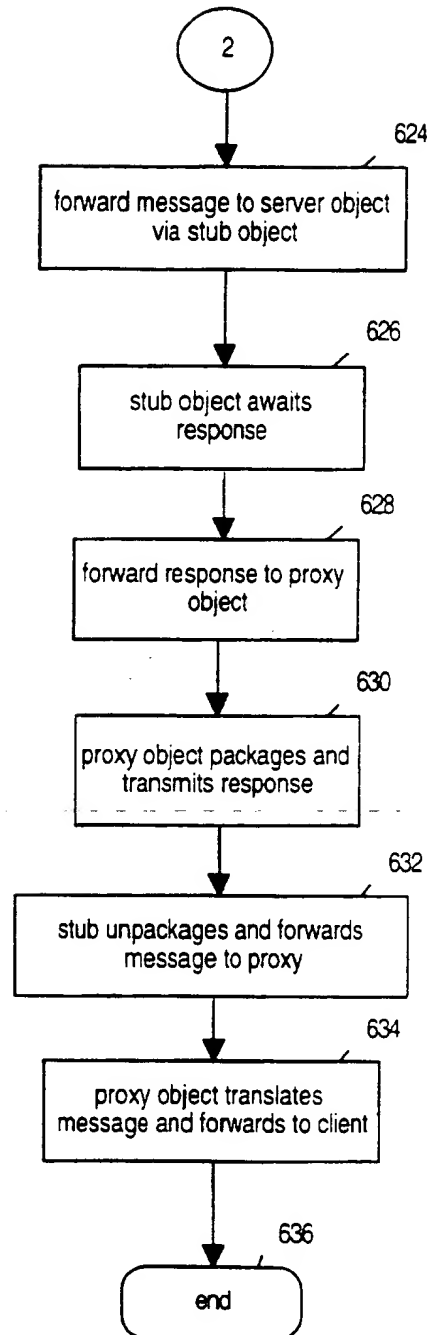 2
624
forward message to server object
via stub object
626
stub object awaits
response
628
forward response to proxy
object
630
proxy object packages and
transmits response
632
stub unpackages and forwards
message to proxy
634
proxy object translates
message and forwards to client
636
end